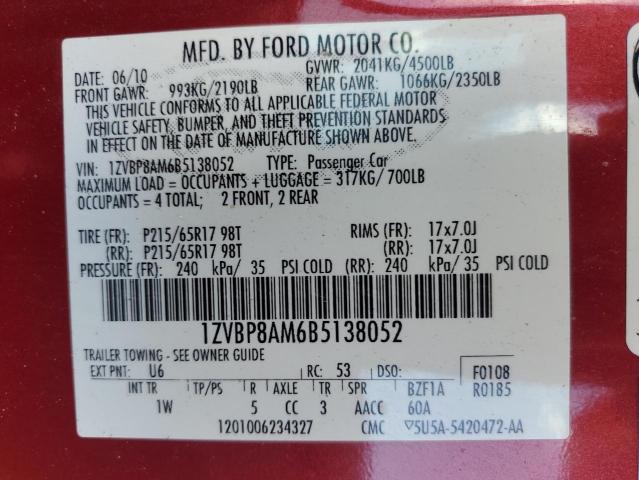 MFD. BY FORD MOTOR CO.
DATE: 06/10 GVWR: 2041KG/4500LB
FRONT GAWR: 993KG/2190LB REAR GAWR: 1066KG/2350LB
THIS VEHICLE CONFORMS TO ALL APPLICABLE FEDERAL MOTOR
VEHICLE SAFETY, BUMPER, AND THEFT PREVENTION STANDARDS
IN EFFECT ON THE DATE OF MANUFACTURE SHOWN ABOVE.
VIN: 1ZVBP8AM6B5138052 TYPE: Passenger Car
MAXIMUM LOAD = OCCUPANTS + LUGGAGE = 317KG/ 700LB
OCCUPANTS = 4 TOTAL; 2 FRONT, 2 REAR
TIRE (FR): P215/65R17 98T RIMS (FR): 17x7.0J
(RR): P215/65R17 98T (RR): 17x7.0J
PRESSURE (FR): 240 kPa/ 35 PSI COLD (RR): 240 kPa/ 35 PSI COLD
1ZVBP8AM6B5138052
TRAILER TOWING - SEE OWNER GUIDE
EXT PNT: U6 RC: 53 DSO: F0108
INT TR TP/PS R AXLE TR SPR BZF1A R0185
1W 5 CC 3 AACC 60A
1201006234327 CMC ▽5U5A-5420472-AA